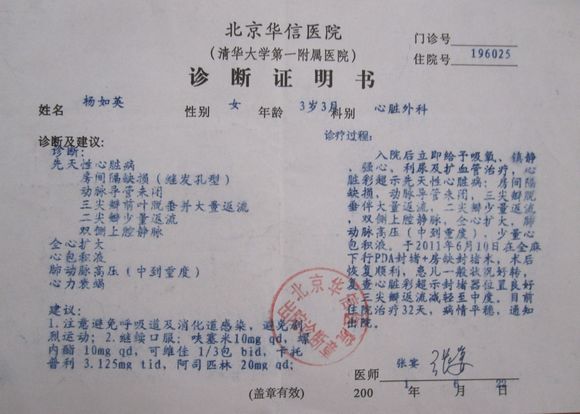 北京华信医院
(清华大学第一附属医院)
诊断证明书
门诊号
住院号 196025
姓名 杨如英 性别 女 年龄 3岁3月 科别 心脏外科
诊断及建议:
诊断:
先天性心脏病
房间隔缺损(继发孔型)
动脉导管未闭
三尖瓣前叶脱垂并大量返流
二尖瓣少量返流
双侧上腔静脉
全心扩大
心包积液
肺动脉高压(中到重度)
心力衰竭
建议:
1.注意避免呼吸道及消化道感染,避免剧
烈运动;2.继续口服:呋塞米10mg qd,螺
内酯 10mg qd,可维佳 1/3包 bid,卡托
普利 3.125mg tid,阿司匹林 20mg qd;
诊疗过程:
入院后立即给予吸氧、镇静
、强心、利尿及扩血管治疗,心
脏彩超示先天性心脏病:房间隔
缺损、动脉导管未闭、三尖瓣脱
垂伴大量返流,二尖瓣少量返流
,双侧上腔静脉,全心扩大,肺
动脉高压(中到重度),少量心
包积液,于2011年6月10日在全麻
下行PDA封堵+房缺封堵术,术后
恢复顺利,患儿一般状况好转,
复查心脏彩超示封堵器位置良好
,三尖瓣返流减轻至中度。目前
住院治疗32天,病情平稳,通知
出院。
北京华信医院
医师 张宴
(盖章有效)
200 1 6 22